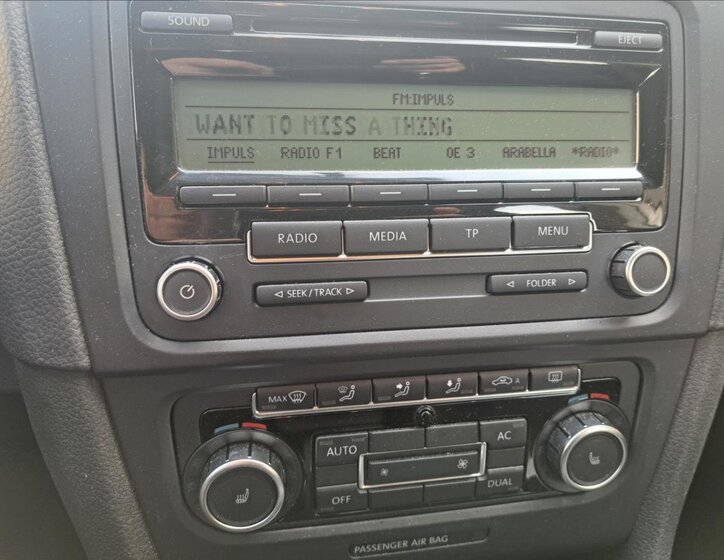 SOUND
EJECT
FM:IMPULS
WANT TO MISS A THING
IMPULS RADIO F1 BEAT OE 3 ARABELLA *RADIO*
RADIO MEDIA TP MENU
SEEK/TRACK FOLDER
MAX A
AUTO AC
OFF DUAL
PASSENGER AIR BAG